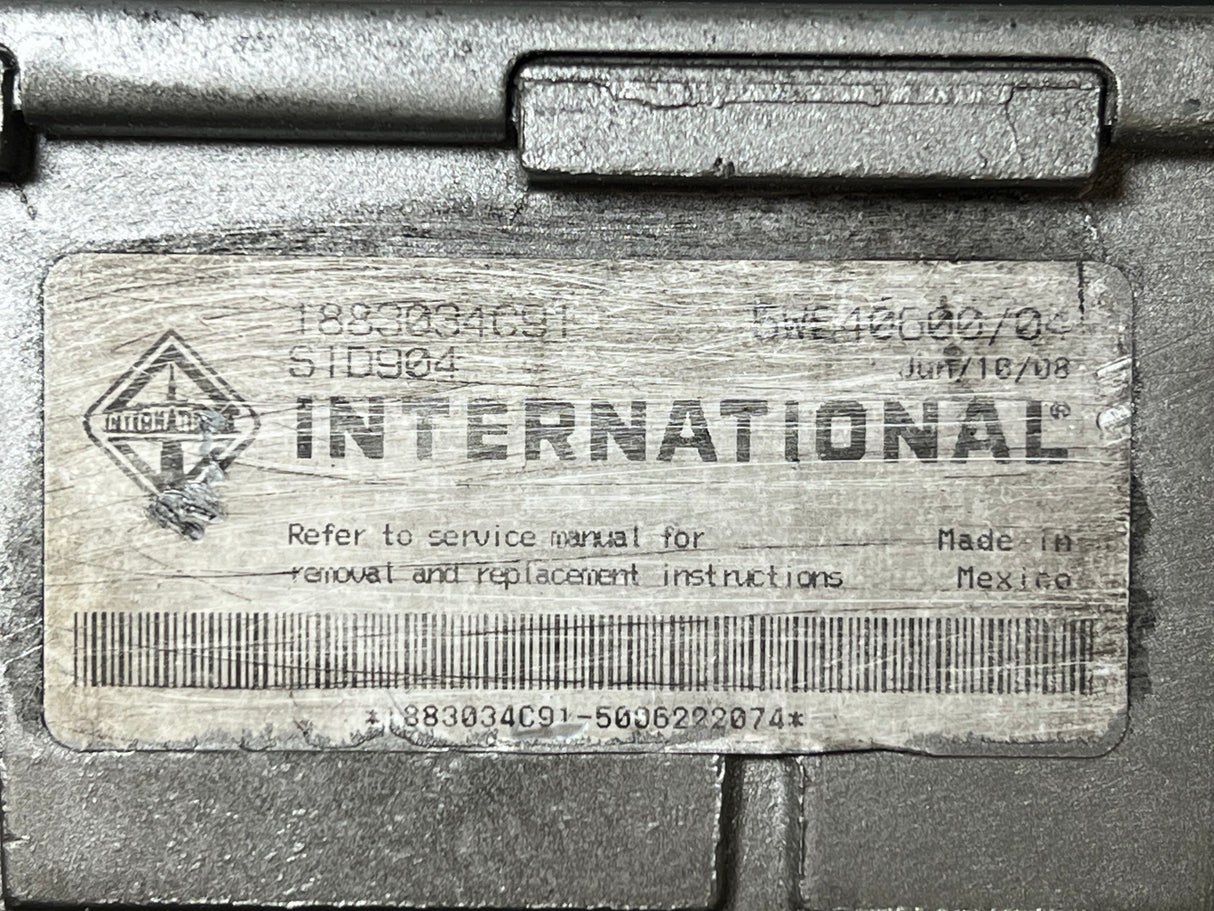 1883034C91 5WE40600/04
STD904 Jun/10/08
INTERNATIONAL®
Refer to service manual for Made in
removal and replacement instructions Mexico
*1883034C91-5006222074*